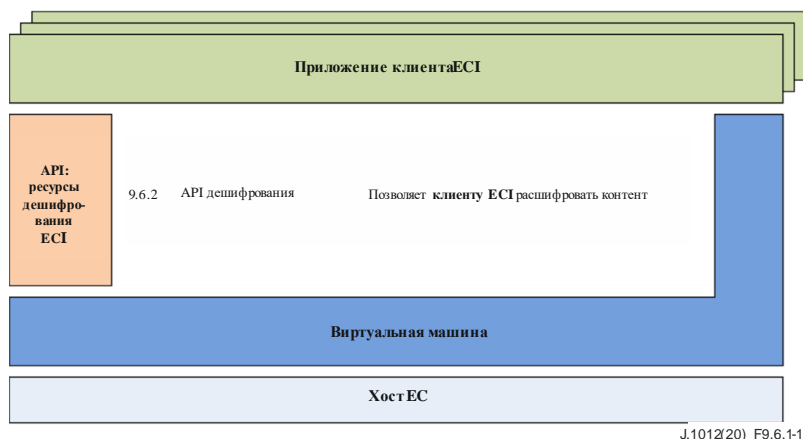 Приложение клиентаECI
API:
ресурсы
дешифро-
вания
ECI
9.6.2 API дешифрования Позволяет клиенту ECI расшифровать контент
Виртуальная машина
Хост EC
J.1012(20)_F9.6.1-1